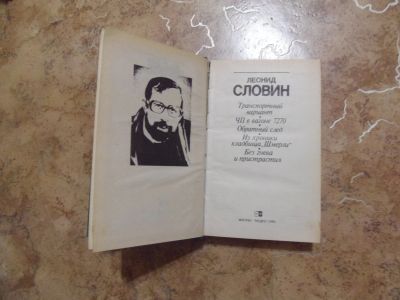 ЛЕОНИД
СЛОВИН
Транспортный
вариант
ЧП в вагоне 7270
Обратный след
Из хроники
кладбища „Шмерли“
Без гнева
и пристрастия